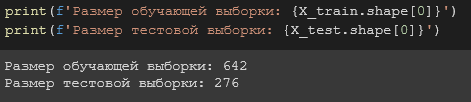 print(f'Размер обучающей выборки: {X_train.shape[0]}')
print(f'Размер тестовой выборки: {X_test.shape[0]}')
Размер обучающей выборки: 642
Размер тестовой выборки: 276